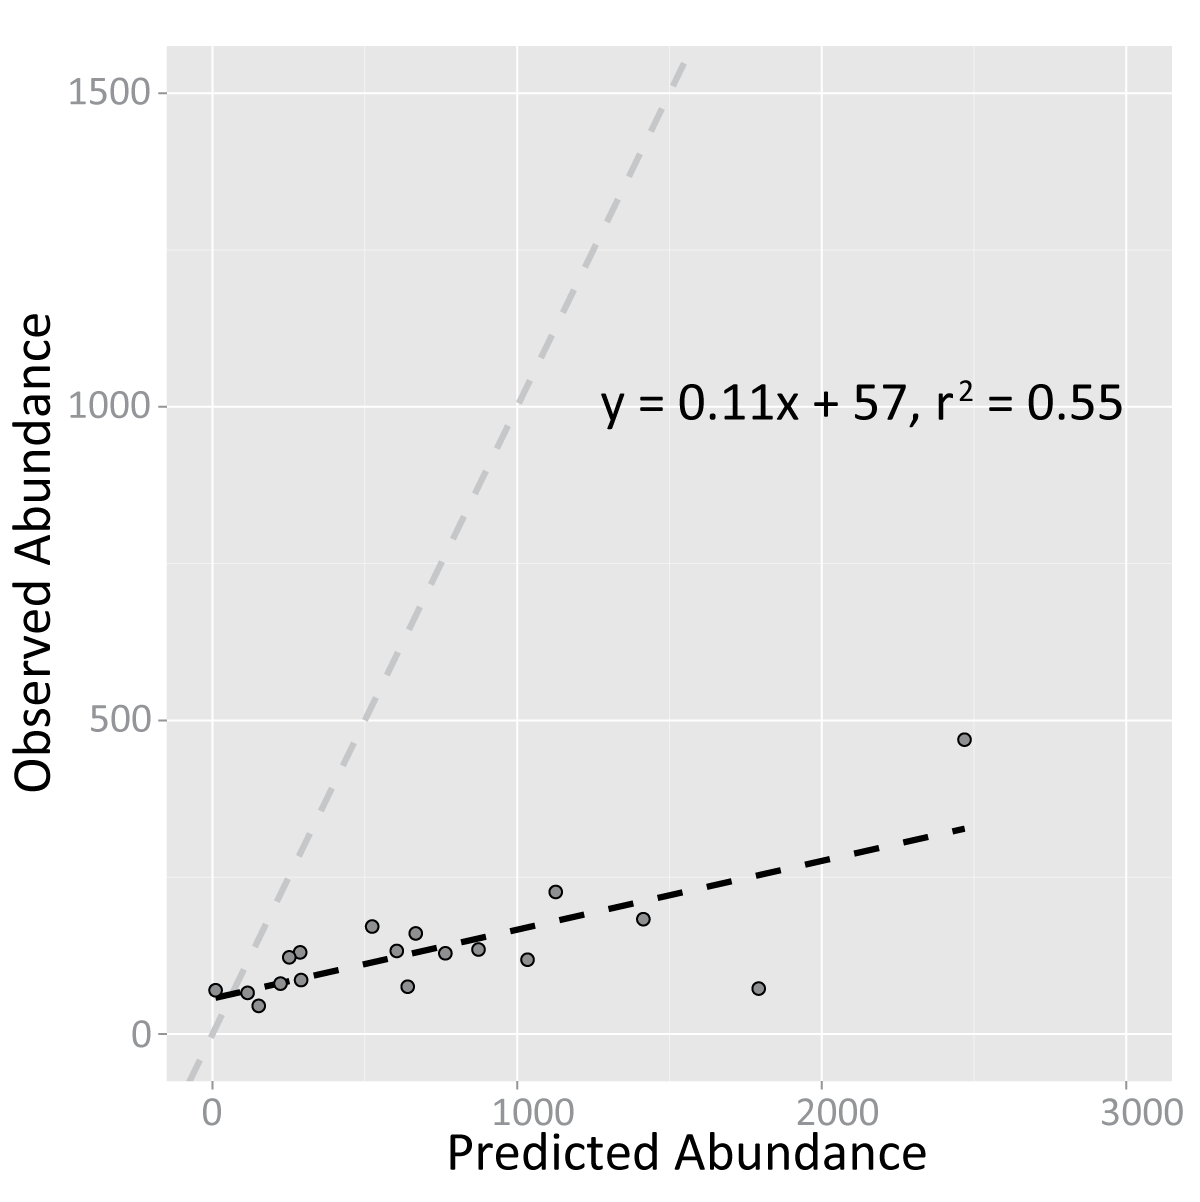 Observed Abundance
1500
1000
500
0
y = 0.11x + 57, r² = 0.55
0 1000 2000 3000
Predicted Abundance